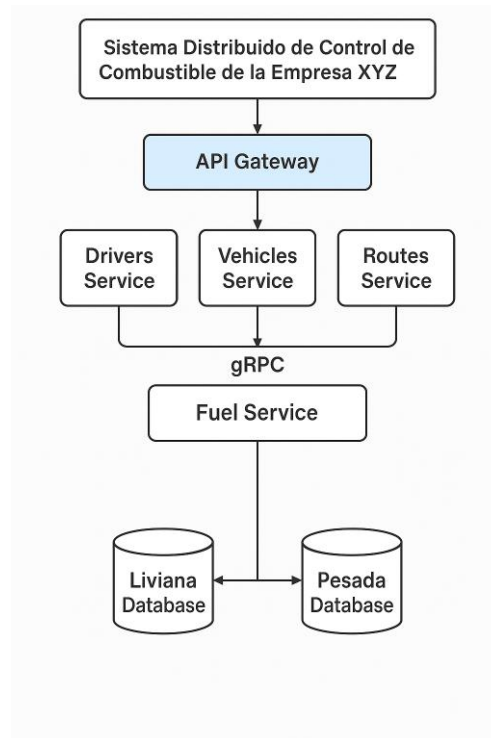 Sistema Distribuido de Control de
Combustible de la Empresa XYZ
API Gateway
Drivers
Service
Vehicles
Service
Routes
Service
gRPC
Fuel Service
Liviana
Database
Pesada
Database